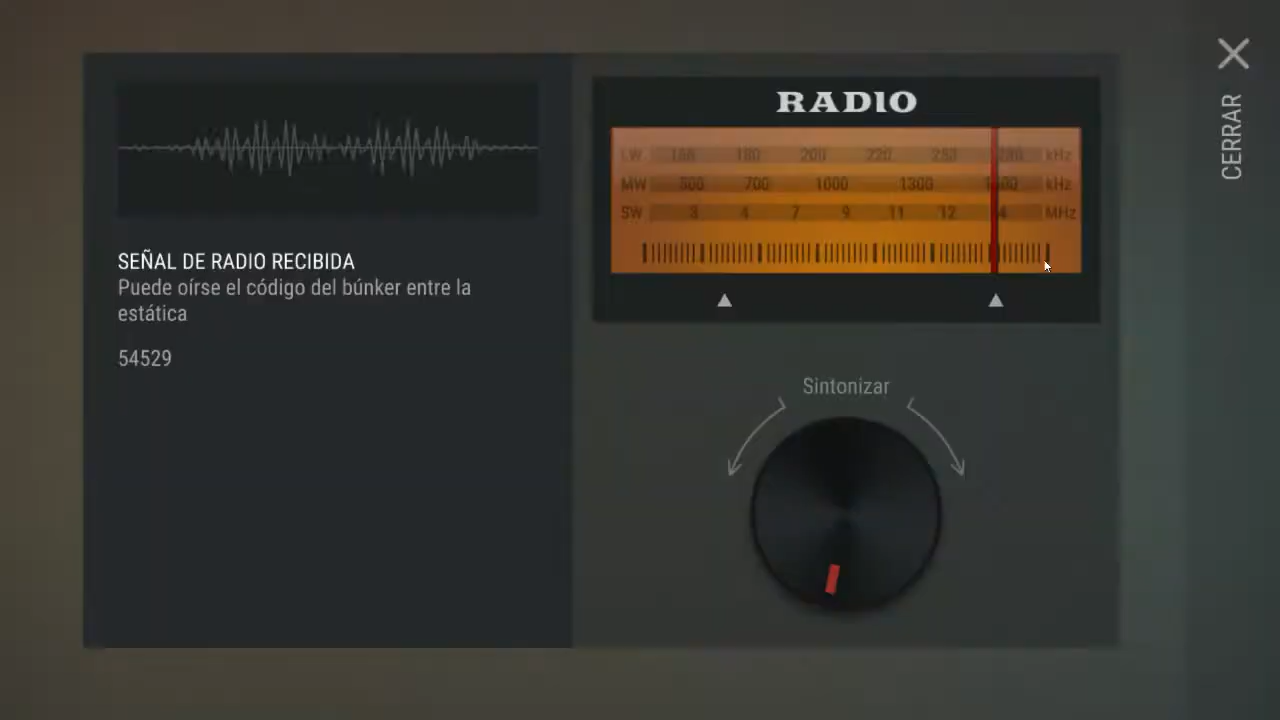 RADIO
CERRAR
LW 160 180 200 220 250 280 kHz
MW 500 700 1000 1300 kHz
SW 3 4 7 9 11 12 MHz
SEÑAL DE RADIO RECIBIDA
Puede oírse el código del búnker entre la
estática
54529
Sintonizar